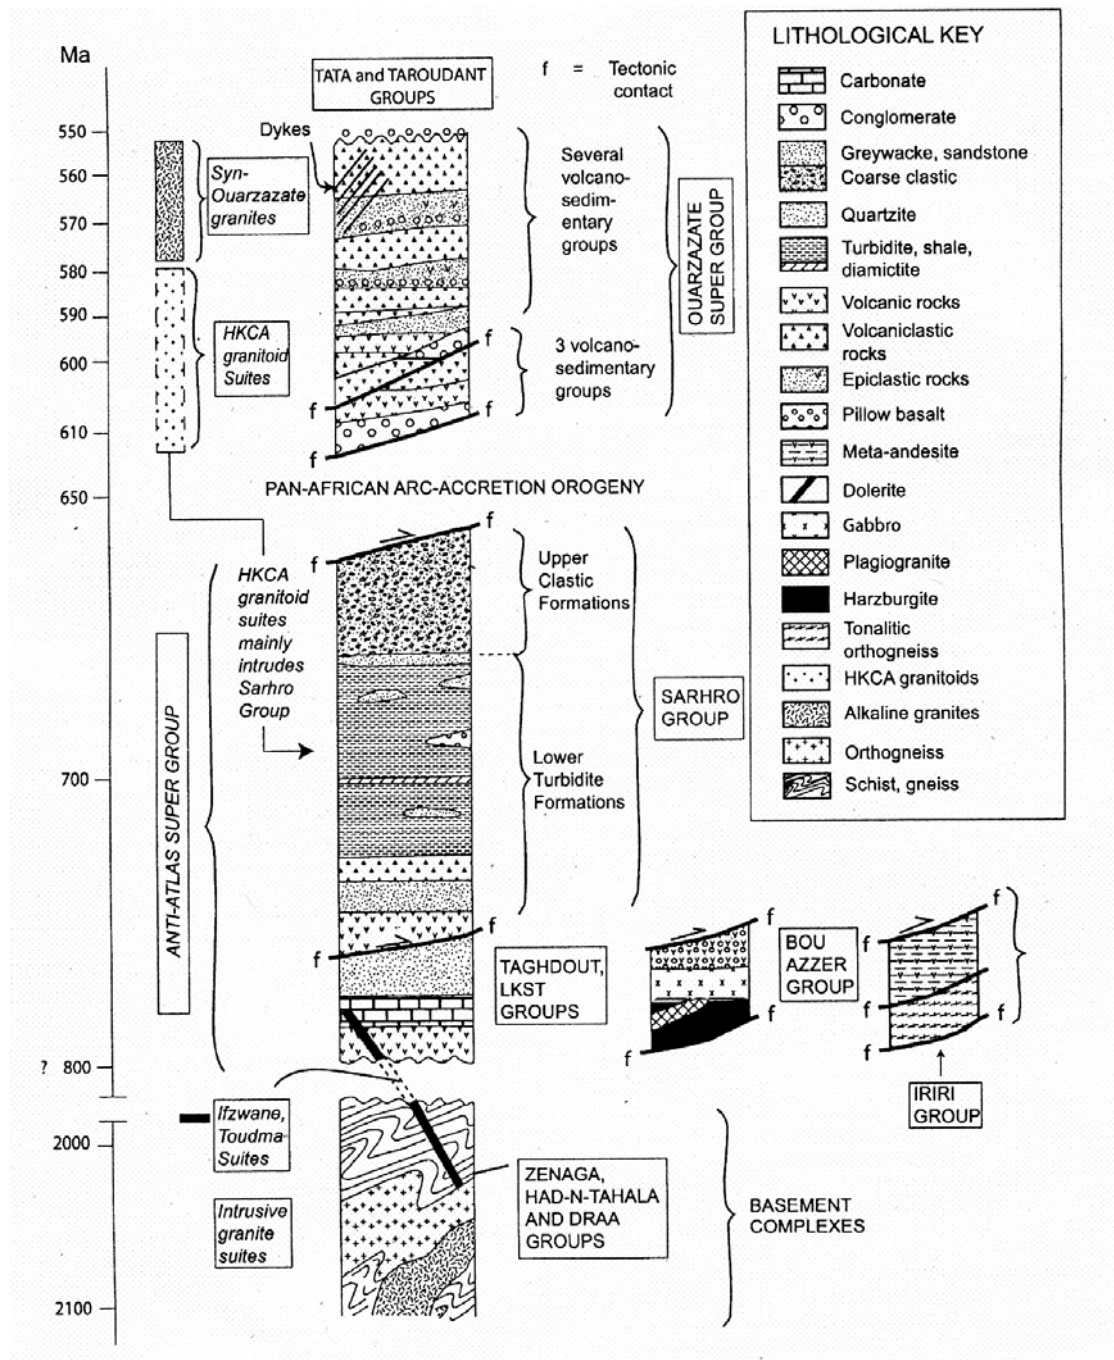 Ma
550
560
570
580
590
600
610
650
700
? 800
2000
2100
TATA and TAROUDANT
GROUPS
f = Tectonic
contact
Dykes
Syn-
Ouarzazate
granites
HKCA
granitoid
Suites
Several
volcano-
sedim-
entary
groups
3 volcano-
sedimentary
groups
OUARZAZATE
SUPER GROUP
f
f
f
f
PAN-AFRICAN ARC-ACCRETION OROGENY
f
f
HKCA
granitoid
suites
mainly
intrudes
Sarhro
Group
ANTI-ATLAS SUPER GROUP
Upper
Clastic
Formations
Lower
Turbidite
Formations
SARHRO
GROUP
f
f
TAGHDOUT,
LKST
GROUPS
f
f
f
BOU
AZZER
GROUP
f
f
f
f
f
f
IRIRI
GROUP
Ifzwane,
Toudma
Suites
Intrusive
granite
suites
ZENAGA,
HAD-N-TAHALA
AND DRAA
GROUPS
BASEMENT
COMPLEXES
LITHOLOGICAL KEY
Carbonate
Conglomerate
Greywacke, sandstone
Coarse clastic
Quartzite
Turbidite, shale,
diamictite
Volcanic rocks
Volcaniclastic
rocks
Epiclastic rocks
Pillow basalt
Meta-andesite
Dolerite
Gabbro
Plagiogranite
Harzburgite
Tonalitic
orthogneiss
HKCA granitoids
Alkaline granites
Orthogneiss
Schist, gneiss